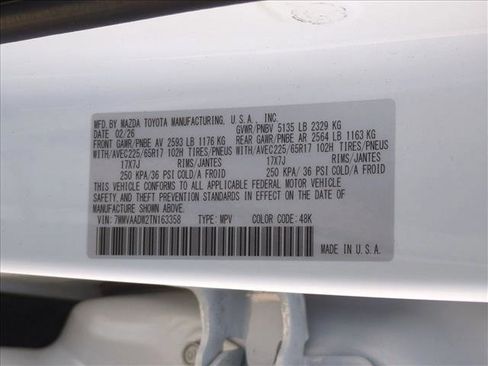 MFD. BY MAZDA TOYOTA MANUFACTURING, U.S.A., INC.
DATE: 02/26 GVWR/PNBV 5135 LB 2329 KG
FRONT GAWR/PNBE AV 2593 LB 1176 KG REAR GAWR/PNBE AR 2564 LB 1163 KG
WITH/AVEC225/65R17 102H TIRES/PNEUS WITH/AVEC225/65R17 102H TIRES/PNEUS
17X7J RIMS/JANTES 17X7J RIMS/JANTES
250 KPA/36 PSI COLD/A FROID 250 KPA/ 36 PSI COLD/A FROID
THIS VEHICLE CONFORMS TO ALL APPLICABLE FEDERAL MOTOR VEHICLE
SAFETY, AND THEFT PREVENTION STANDARDS IN EFFECT ON THE DATE OF
MANUFACTURE SHOWN ABOVE.
VIN: 7MMVAADW2TN163358 TYPE: MPV COLOR CODE: 48K
MADE IN U.S.A.